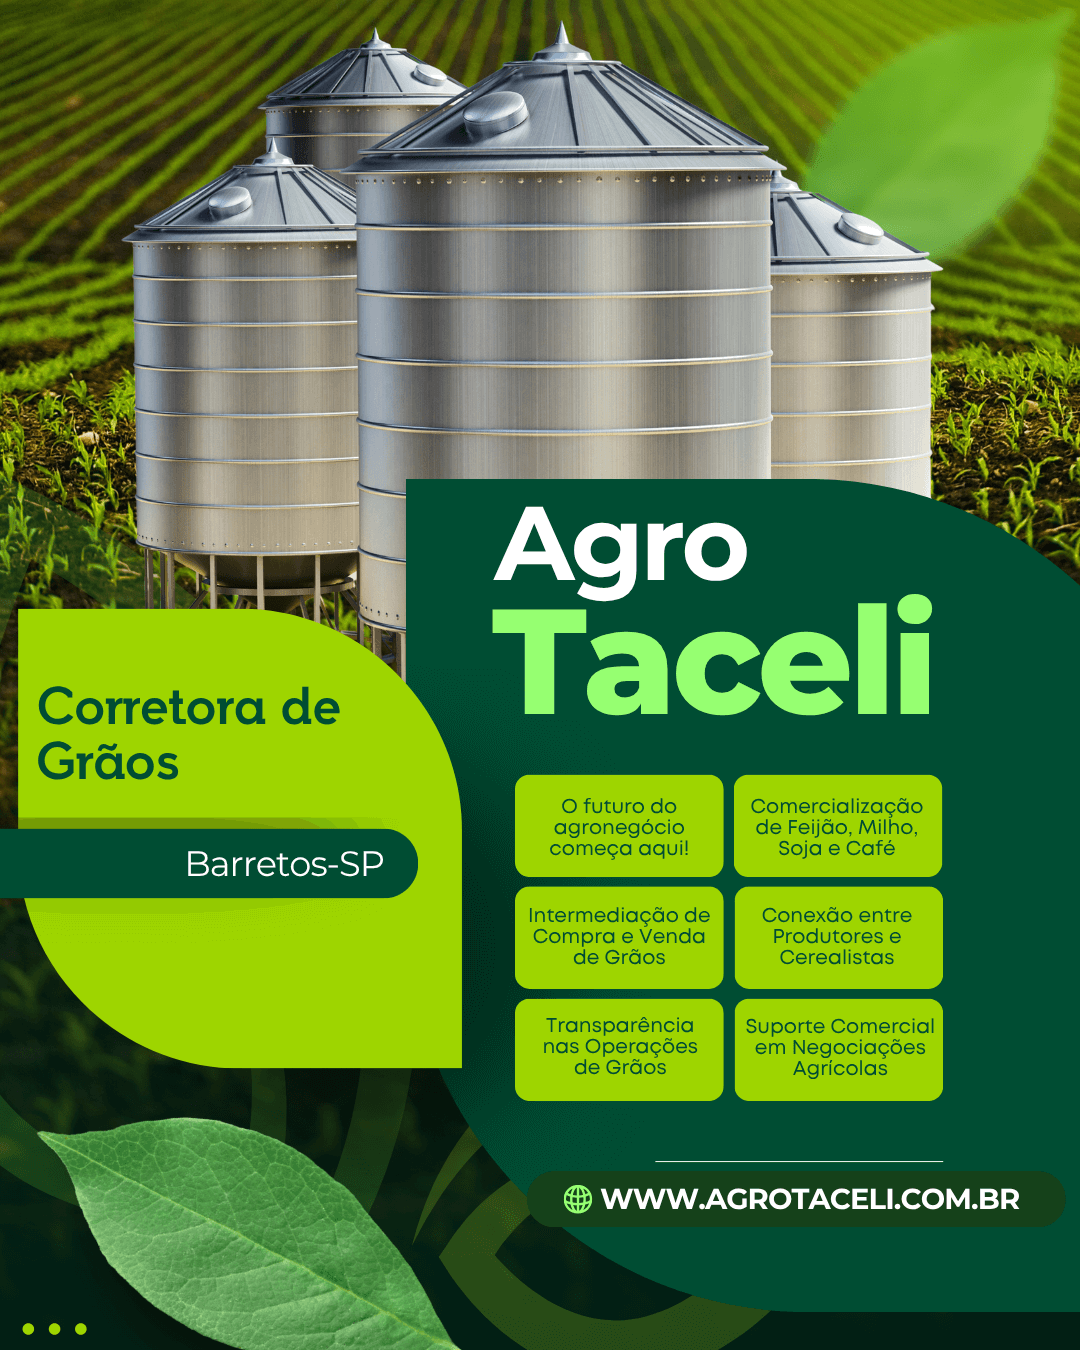 Agro
Taceli
Corretora de
Grãos
Barretos-SP
O futuro do
agronegócio
começa aqui!
Comercialização
de Feijão, Milho,
Soja e Café
Intermediação de
Compra e Venda
de Grãos
Conexão entre
Produtores e
Cerealistas
Transparência
nas Operações
de Grãos
Suporte Comercial
em Negociações
Agrícolas
WWW.AGROTACELI.COM.BR